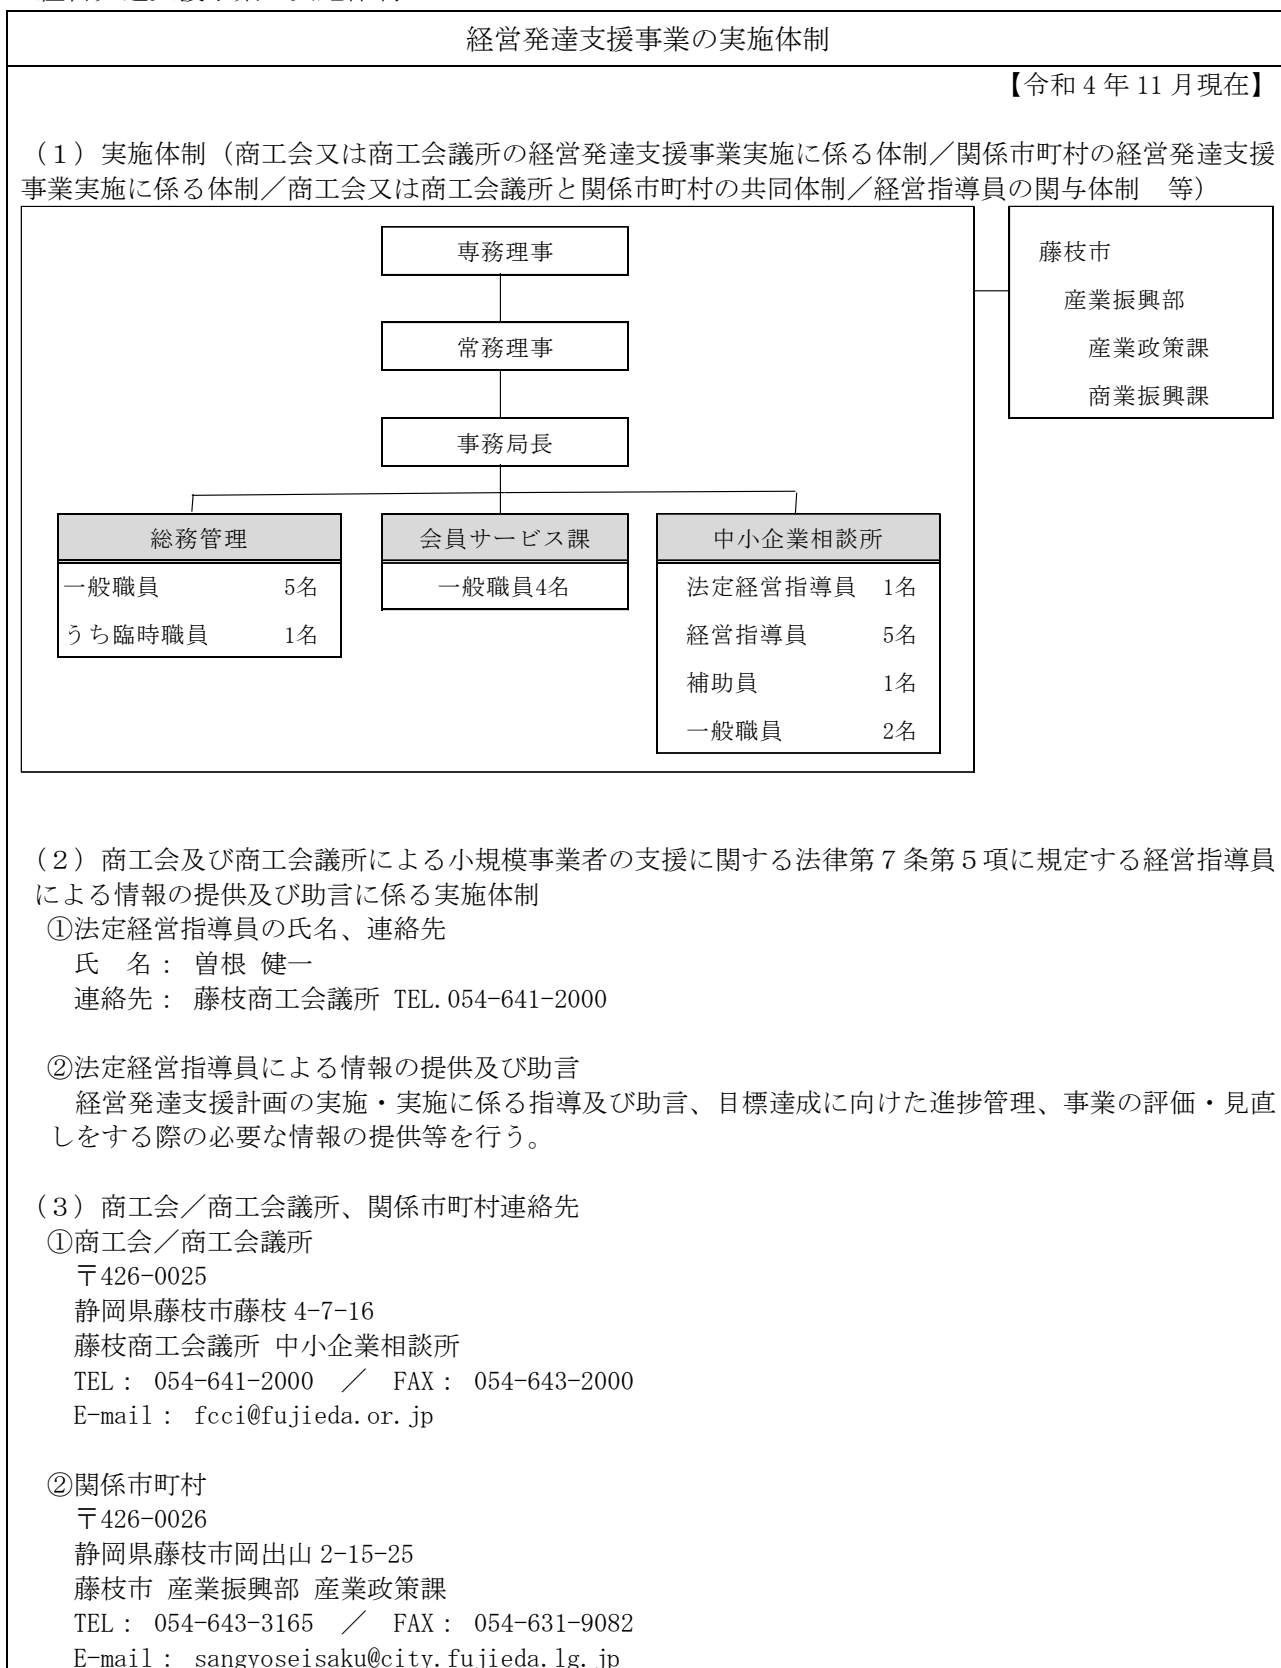 経営発達支援事業の実施体制
【令和4年11月現在】
（１）実施体制（商工会又は商工会議所の経営発達支援事業実施に係る体制／関係市町村の経営発達支援
事業実施に係る体制／商工会又は商工会議所と関係市町村の共同体制／経営指導員の関与体制　等）
専務理事
常務理事
事務局長
総務管理
一般職員 5名
うち臨時職員 1名
会員サービス課
一般職員4名
中小企業相談所
法定経営指導員 1名
経営指導員 5名
補助員 1名
一般職員 2名
藤枝市
産業振興部
産業政策課
商業振興課
（２）商工会及び商工会議所による小規模事業者の支援に関する法律第７条第５項に規定する経営指導員
による情報の提供及び助言に係る実施体制
①法定経営指導員の氏名、連絡先
氏　名： 曽根 健一
連絡先： 藤枝商工会議所 TEL.054-641-2000
②法定経営指導員による情報の提供及び助言
経営発達支援計画の実施・実施に係る指導及び助言、目標達成に向けた進捗管理、事業の評価・見直
しをする際の必要な情報の提供等を行う。
（３）商工会／商工会議所、関係市町村連絡先
①商工会／商工会議所
〒426-0025
静岡県藤枝市藤枝4-7-16
藤枝商工会議所 中小企業相談所
TEL： 054-641-2000 ／ FAX： 054-643-2000
E-mail： fcci@fujieda.or.jp
②関係市町村
〒426-0026
静岡県藤枝市岡出山2-15-25
藤枝市 産業振興部 産業政策課
TEL： 054-643-3165 ／ FAX： 054-631-9082
E-mail： sangyoseisaku@city.fujieda.lg.jp